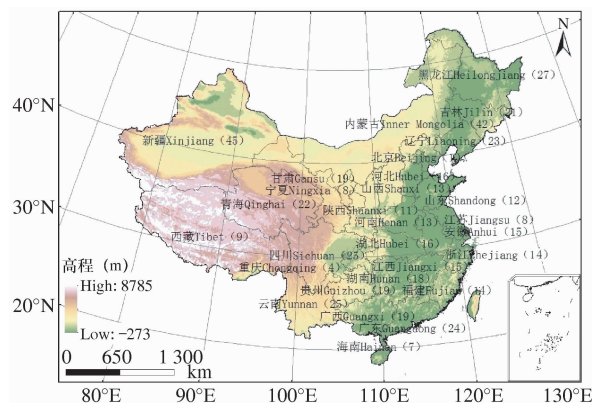 N
黑龙江Heilongjiang (27)
40°N
吉林Jilin
内蒙古Inner Mongolia (42)
辽宁Liaoning (23)
新疆Xinjiang (45)
北京Beijing
甘肃Gansu (19)
河北Hubei
宁夏Ningxia (8)
山西Shanxi (13)
山东Shandong (12)
30°N
青海Qinghai (22)
陕西Shuanxi (11)
江苏Jiangsu (8)
河南Henan (13)
安徽Anhui (15)
西藏Tibet (9)
湖北Hubei (16)
四川Sichuan (25)
浙江Zhejiang (14)
高程 (m)
重庆Chongqing (4)
江西Jiangxi (15)
High: 8785
湖南Hunan (18)
贵州Guizhou (19)
福建Fujian (14)
20°N
云南Yunnan (25)
广西Guangxi (19)
Low: -273
广东Guangdong (24)
0 650 1 300
km
海南Hainan (7)
80°E 90°E 100°E 110°E 120°E 130°E